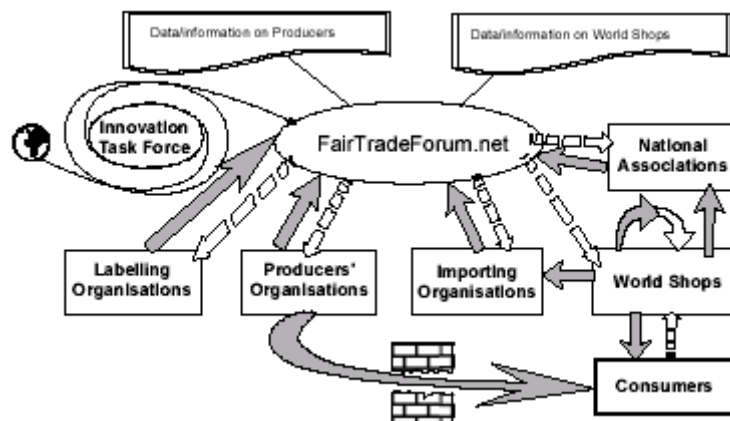 Data/information on Producers
Data/information on World Shops
Innovation
Task Force
FairTradeForum.net
National
Associations
Labelling
Organisations
Producers'
Organisations
Importing
Organisations
World Shops
Consumers